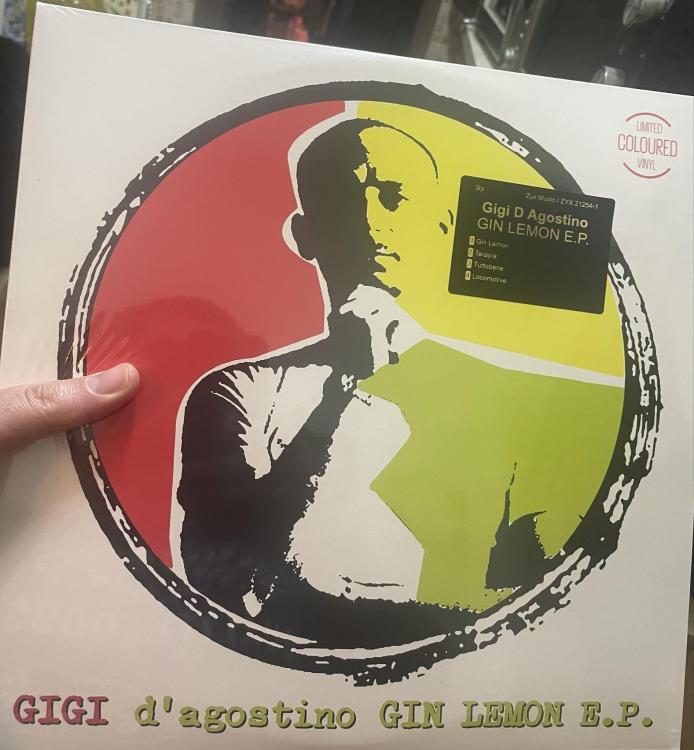 LIMITED
COLOURED
VINYL
3lp Zyx Music / ZYX 21254-1
Gigi D Agostino
GIN LEMON E.P.
1 Gin Lemon
2 Terapia
3 Tuttobene
4 Locomotive
GIGI d'agostino GIN LEMON E.P.